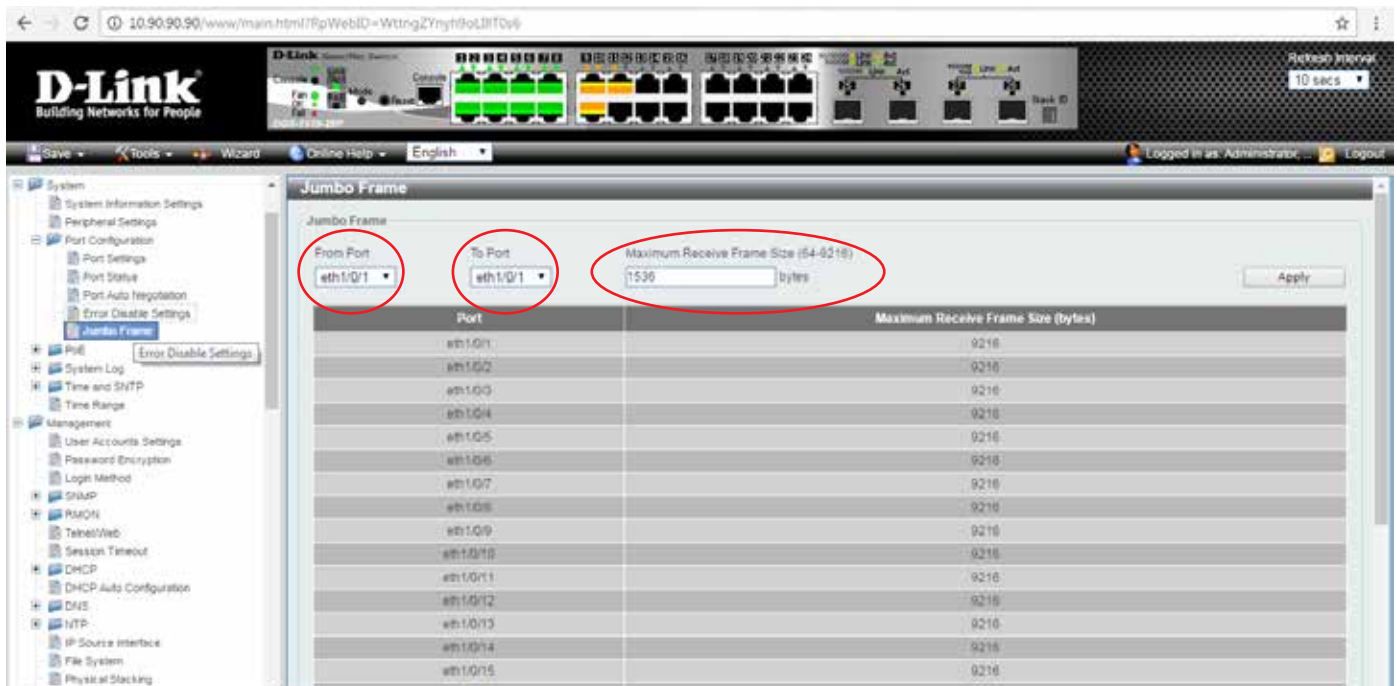 10.90.90.90/www/main.html?
D-Link
Building Networks for People
D-Link
Console
Fan
Mode
Reset
Console
Stack ID
Refresh Interval
10 secs
Save
Tools
Wizard
Online Help
English
Logged in as: Administrator, ...
Logout
System
System Information Settings
Peripheral Settings
Port Configuration
Port Settings
Port Status
Port Auto Negotiation
Error Disable Settings
Jumbo Frame
Error Disable Settings
PoE
System Log
Time and SNTP
Time Range
Management
User Accounts Settings
Password Encryption
Login Method
SNMP
RMON
Telnet/Web
Session Timeout
DHCP
DHCP Auto Configuration
DNS
NTP
IP Source Interface
File System
Physical Stacking
Jumbo Frame
Jumbo Frame
From Port To Port Maximum Receive Frame Size (64-9216)
eth1/0/1 eth1/0/1 1536 bytes Apply
Port Maximum Receive Frame Size (bytes)
eth1/0/1 9216
eth1/0/2 9216
eth1/0/3 9216
eth1/0/4 9216
eth1/0/5 9216
eth1/0/6 9216
eth1/0/7 9216
eth1/0/8 9216
eth1/0/9 9216
eth1/0/10 9216
eth1/0/11 9216
eth1/0/12 9216
eth1/0/13 9216
eth1/0/14 9216
eth1/0/15 9216